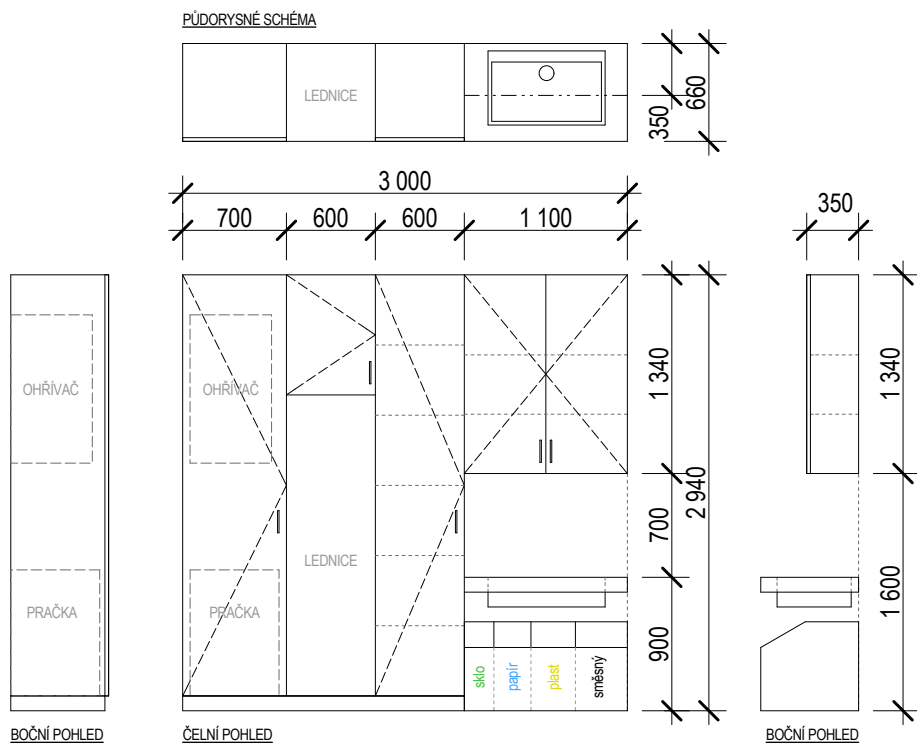 PŮDORYSNÉ SCHÉMA
LEDNICE
350
660
3 000
700
600
600
1 100
350
OHŘÍVAČ
OHŘÍVAČ
1 340
1 340
2 940
700
LEDNICE
PRAČKA
PRAČKA
900
1 600
sklo
papír
plast
směsný
BOČNÍ POHLED
ČELNÍ POHLED
BOČNÍ POHLED